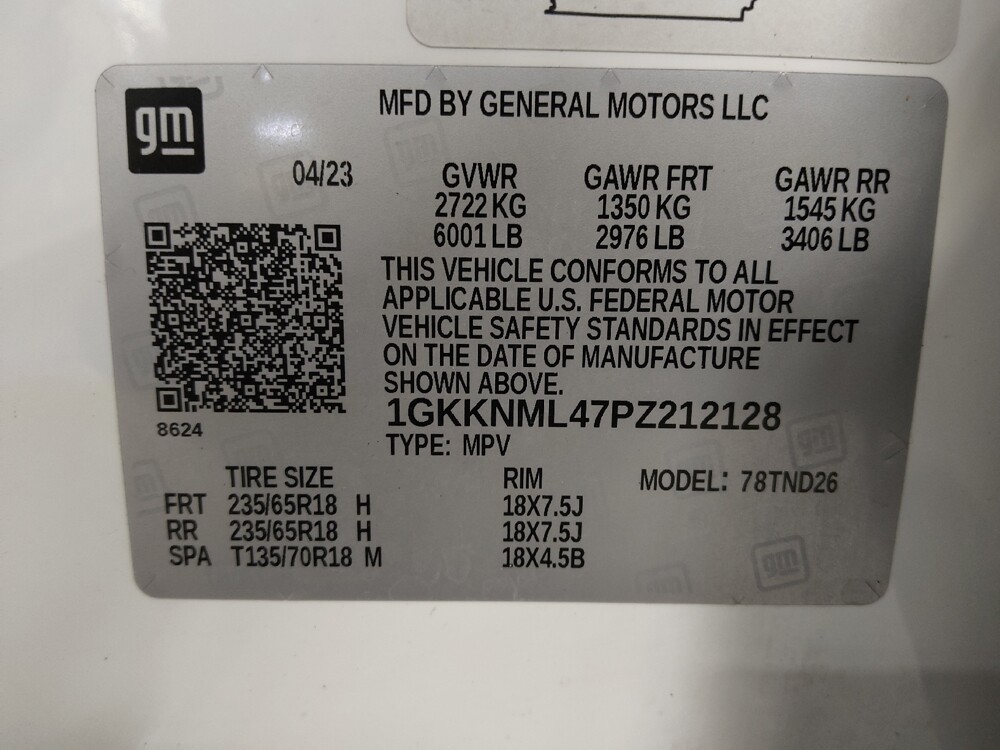 gm
MFD BY GENERAL MOTORS LLC
04/23 GVWR GAWR FRT GAWR RR
2722 KG 1350 KG 1545 KG
6001 LB 2976 LB 3406 LB
THIS VEHICLE CONFORMS TO ALL
APPLICABLE U.S. FEDERAL MOTOR
VEHICLE SAFETY STANDARDS IN EFFECT
ON THE DATE OF MANUFACTURE
SHOWN ABOVE.
1GKKNML47PZ212128
8624
TYPE: MPV
TIRE SIZE RIM MODEL: 78TND26
FRT 235/65R18 H 18X7.5J
RR 235/65R18 H 18X7.5J
SPA T135/70R18 M 18X4.5B
gm